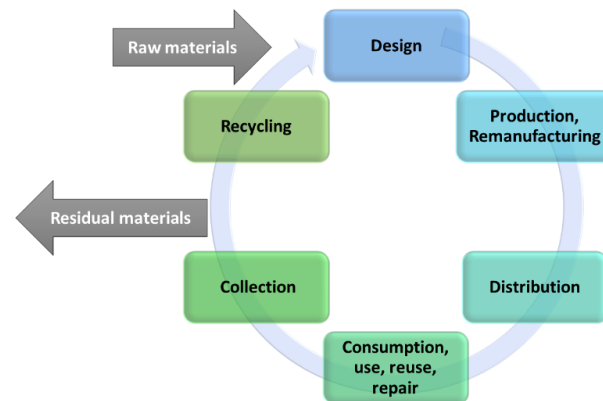 Raw materials
Design
Production,
Remanufacturing
Recycling
Residual materials
Collection
Distribution
Consumption,
use, reuse,
repair